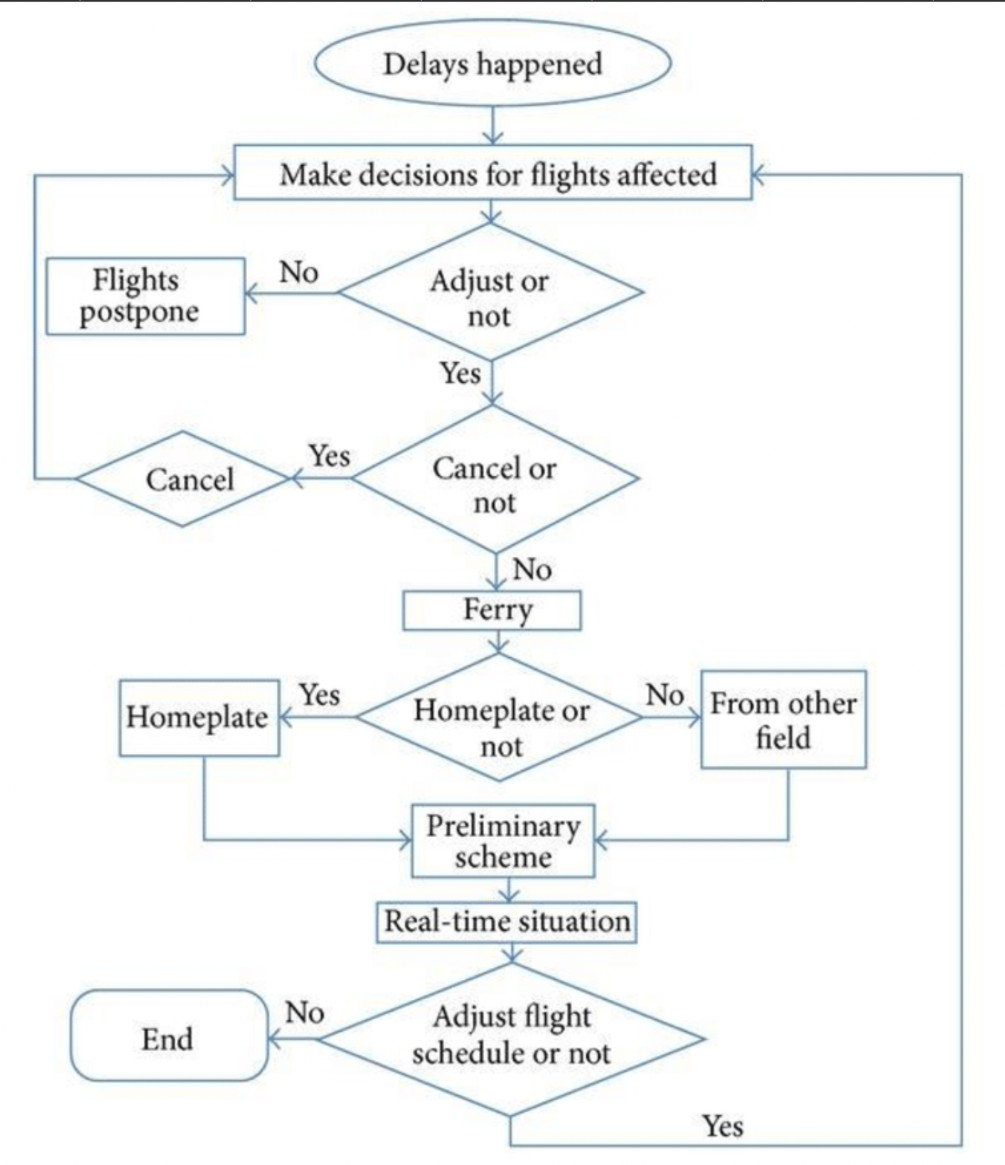 Delays happened
Make decisions for flights affected
No
Flights
postpone
Adjust or
not
Yes
Cancel
Yes
Cancel or
not
No
Ferry
Homeplate
Yes
Homeplate or
not
No
From other
field
Preliminary
scheme
Real-time situation
End
No
Adjust flight
schedule or not
Yes